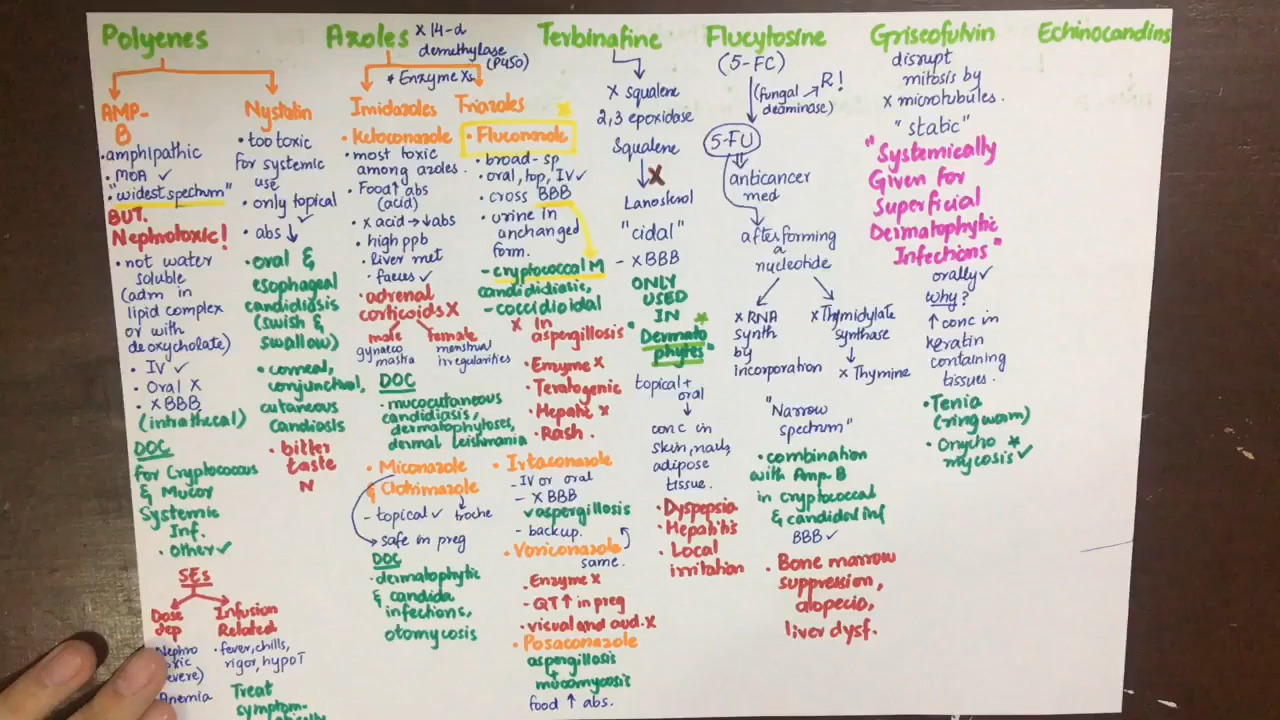 Polyenes
AMP-
B
• amphipathic
• MOA ✓
"widest spectrum"
BUT.
Nephrotoxic!
• not water
soluble
(adm in
lipid complex
or with
deoxycholate)
• IV ✓
• Oral X
• X BBB
(intrathecal)
DOC
for Cryptococcus
& Mucor
Systemic
Inf.
• Other ✓
SEs
Dose
dep
Infusion
Related
Anemia
• fever, chills,
rigor, hypoT
Treat
symptom-
Nystatin
• too toxic
for systemic
use
• only topical
✓
• abs ↓
• oral &
esophageal
candidiasis
(swish &
swallow)
• corneal,
conjunctival,
cutaneous
candiasis
• bitter
taste
N
Azoles
X 14-α
demethylase
(P450)
* Enzyme Xs
Imidazoles
• Ketoconazole
• most toxic
among azoles.
• Food ↑ abs
(acid)
• X acid → ↓ abs
• high ppb
• liver met
• faeces ✓
• adrenal
corticoids X
male
gynaeco
mastia
female
menstrual
irregularities
DOC
• mucocutaneous
candidiasis,
dermatophytoses,
dermal leishmania
• Miconazole
& Clotrimazole
- topical ✓
troche
safe in preg
DOC
• dermatophytic
& candida
infections,
otomycosis
Triazoles
• Fluconazole
• broad-sp
• oral, top, IV ✓
• cross BBB
• urine in
unchanged
form.
- cryptococcal M
candididiasis,
- coccidioidal
X In
aspergillosis
• Enzyme X
• Teratogenic
• Hepatic X
• Rash.
• Irtaconazole
- IV or oral
- X BBB
✓ aspergillosis
- backup.
• Voriconazole
same.
• Enzyme X
- QT ↑ in preg
• visual and aud. X
• Posaconazole
aspergillosis
+
mucomycosis
food ↑ abs.
Terbinafine
X squalene
2,3 epoxidase
Squalene
↓ X
Lanosterol
"cidal"
- X BBB
ONLY
USED
IN
"Dermato
phytes"
topical +
oral
↓
conc in
skin, nails,
adipose
tissue.
• Dyspepsia
• Hepatitis
• Local
irritation
Flucytosine
(5-FC)
(fungal → R!
deaminase)
5-FU
anticancer
med
after forming
a
nucleotide
X RNA
synth
by
incorporation
X Thymidylate
synthase
↓
X Thymine
"Narrow
spectrum"
• combination
with Amp. B
in cryptococcal
& candidal inf
BBB ✓
• Bone marrow
suppression,
alopecia,
liver dysf.
Griseofulvin
disrupt
mitosis by
X microtubules.
"static"
"Systemically
Given for
Superficial
Dermatophytic
Infections"
orally ✓
why?
↑ conc in
keratin
containing
tissues.
• Tenia
(ring worm)
• Onycho
mycosis ✓
Echinocandins